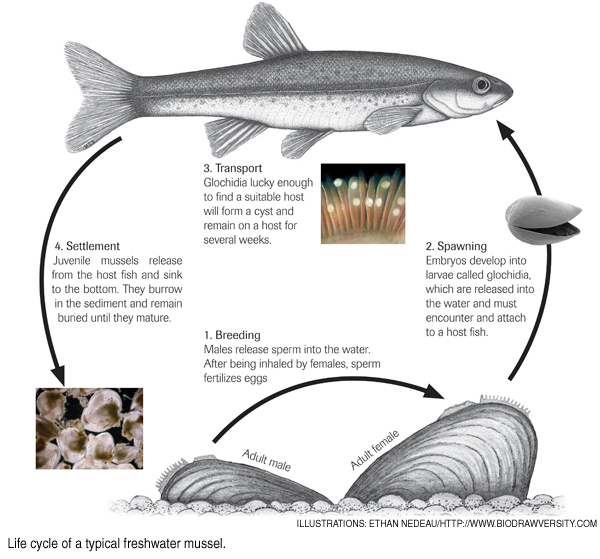 3. Transport
Glochidia lucky enough
to find a suitable host
will form a cyst and
remain on a host for
several weeks.
4. Settlement
Juvenile mussels release
from the host fish and sink
to the bottom. They burrow
in the sediment and remain
buried until they mature.
2. Spawning
Embryos develop into
larvae called glochidia,
which are released into
the water and must
encounter and attach
to a host fish.
1. Breeding
Males release sperm into the water.
After being inhaled by females, sperm
fertilizes eggs
Adult male
Adult female
ILLUSTRATIONS: ETHAN NEDEAU/HTTP://WWW.BIODRAWVERSITY.COM
Life cycle of a typical freshwater mussel.